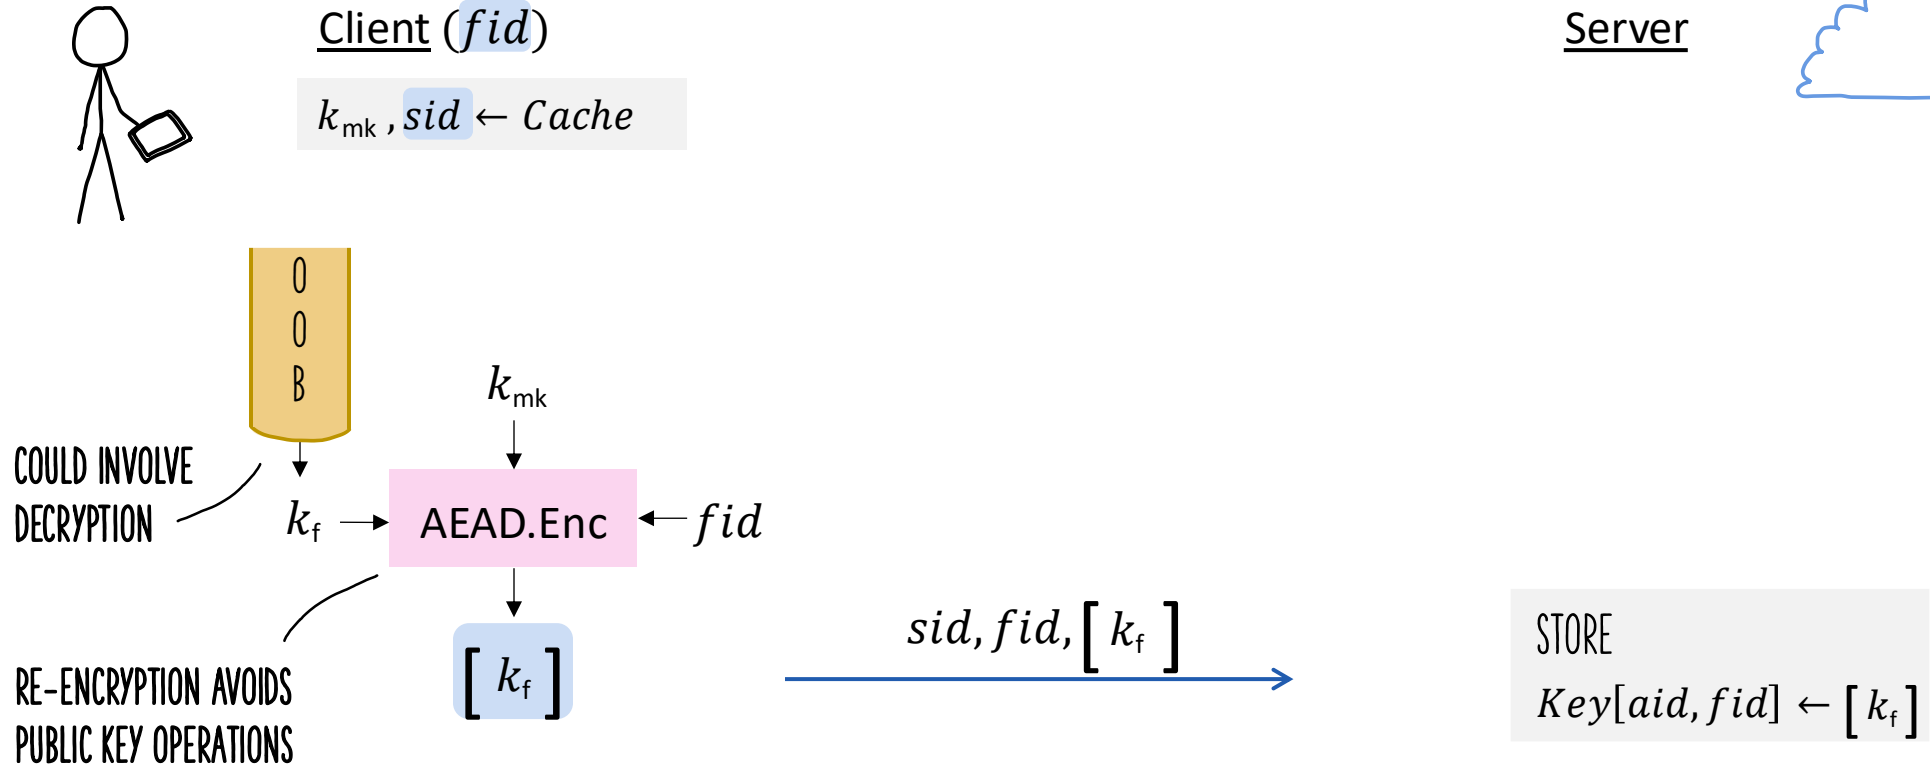 Client (fid)
Server
k_mk , sid ← Cache
O
O
B
k_mk
COULD INVOLVE
DECRYPTION
k_f
AEAD.Enc
fid
sid, fid, [ k_f ]
STORE
[ k_f ]
RE-ENCRYPTION AVOIDS
PUBLIC KEY OPERATIONS
Key[aid, fid] ← [ k_f ]